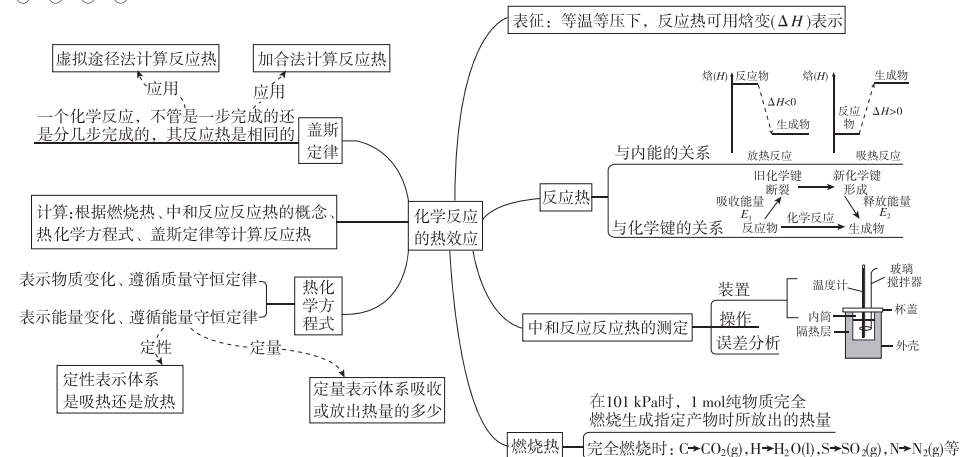 表征：等温等压下，反应热可用焓变(ΔH)表示
虚拟途径法计算反应热
加合法计算反应热
应用
应用
一个化学反应，不管是一步完成的还
是分几步完成的，其反应热是相同的
盖斯
定律
计算：根据燃烧热、中和反应反应热的概念、
热化学方程式、盖斯定律等计算反应热
表示物质变化、遵循质量守恒定律
表示能量变化、遵循能量守恒定律
热化
学方
程式
定性
定量
定性表示体系
是吸热还是放热
定量表示体系吸收
或放出热量的多少
化学反应
的热效应
反应热
与内能的关系
焓(H)
反应物
ΔH<0
生成物
放热反应
焓(H)
生成物
反应
物
ΔH>0
吸热反应
与化学键的关系
旧化学键
断裂
新化学键
形成
吸收能量
E₁
释放能量
E₂
反应物
化学反应
生成物
中和反应反应热的测定
装置
操作
误差分析
温度计
玻璃
搅拌器
杯盖
内筒
隔热层
外壳
燃烧热
在101 kPa时，1 mol纯物质完全
燃烧生成指定产物时所放出的热量
完全燃烧时：C→CO₂(g),H→H₂O(l),S→SO₂(g),N→N₂(g)等